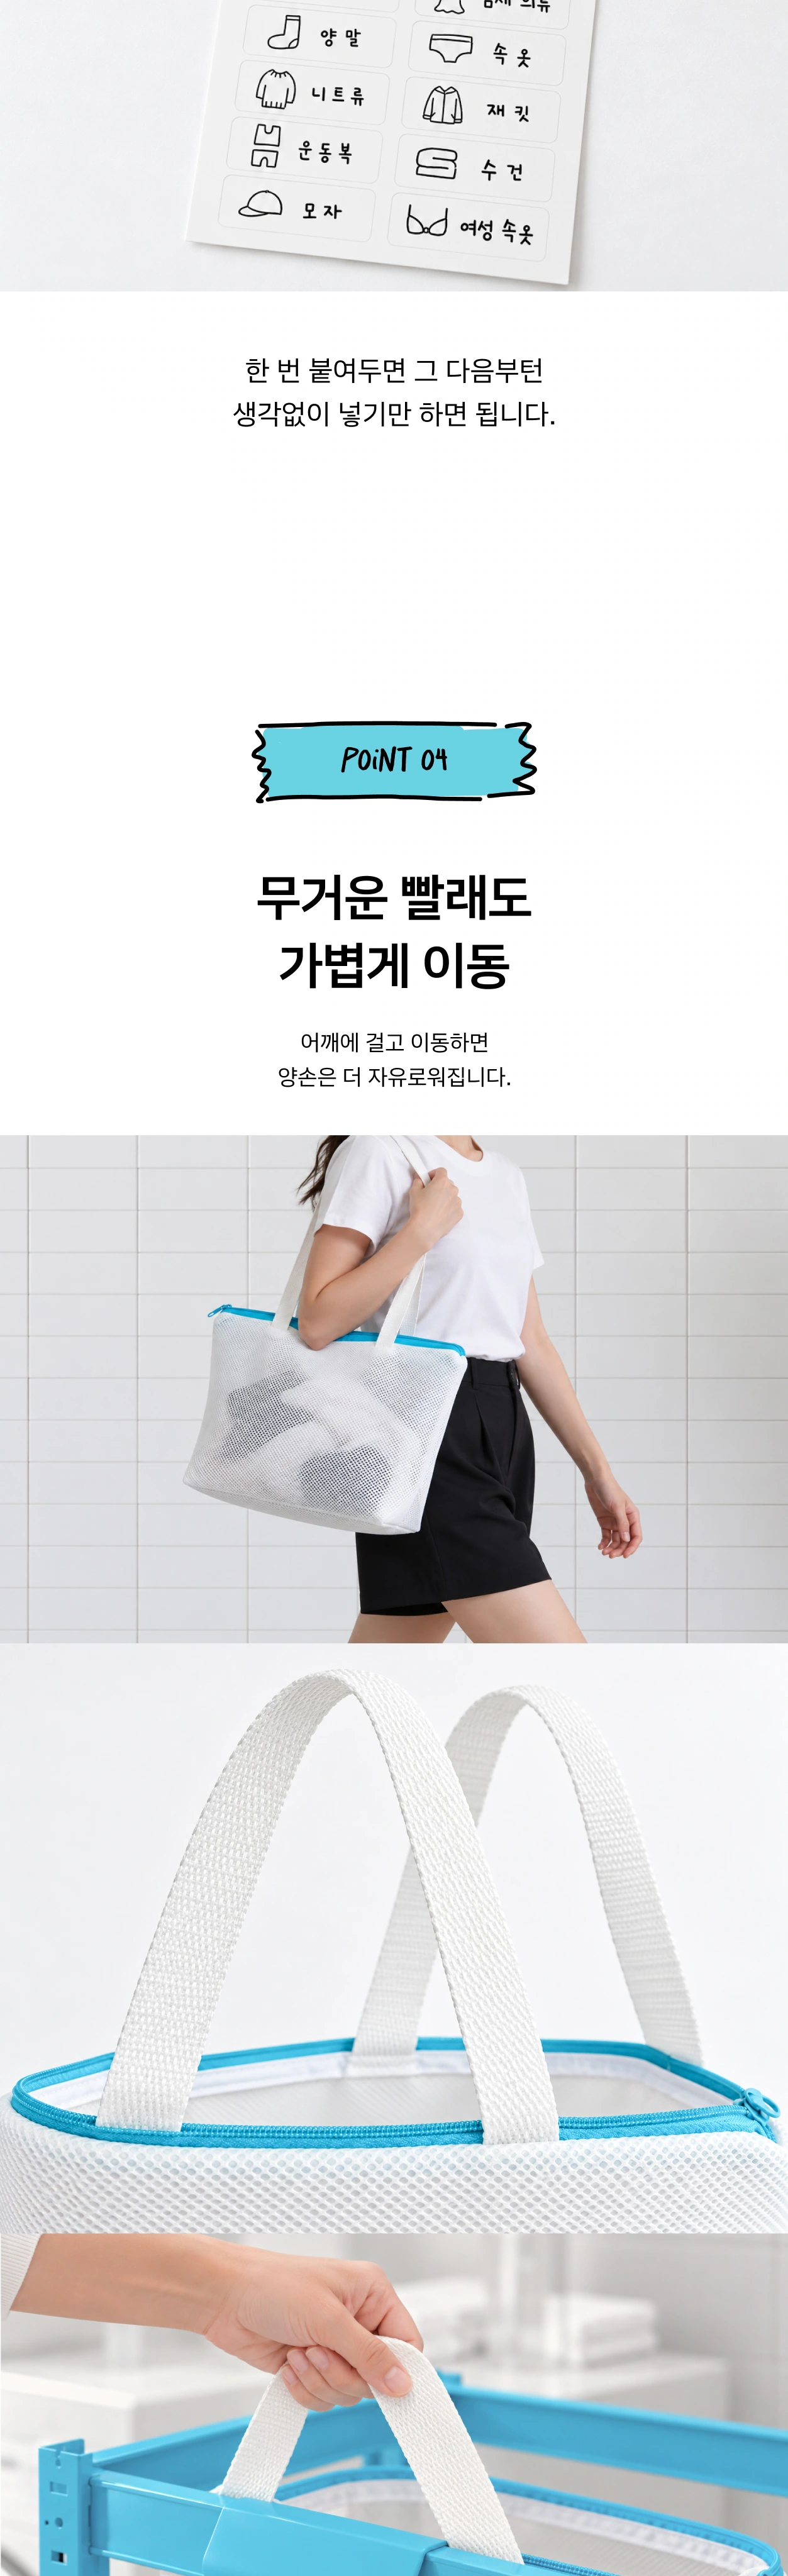 양말
속옷
니트류
재킷
운동복
수건
모자
여성 속옷
한 번 붙여두면 그 다음부턴
생각없이 넣기만 하면 됩니다.
POiNT 04
무거운 빨래도
가볍게 이동
어깨에 걸고 이동하면
양손은 더 자유로워집니다.